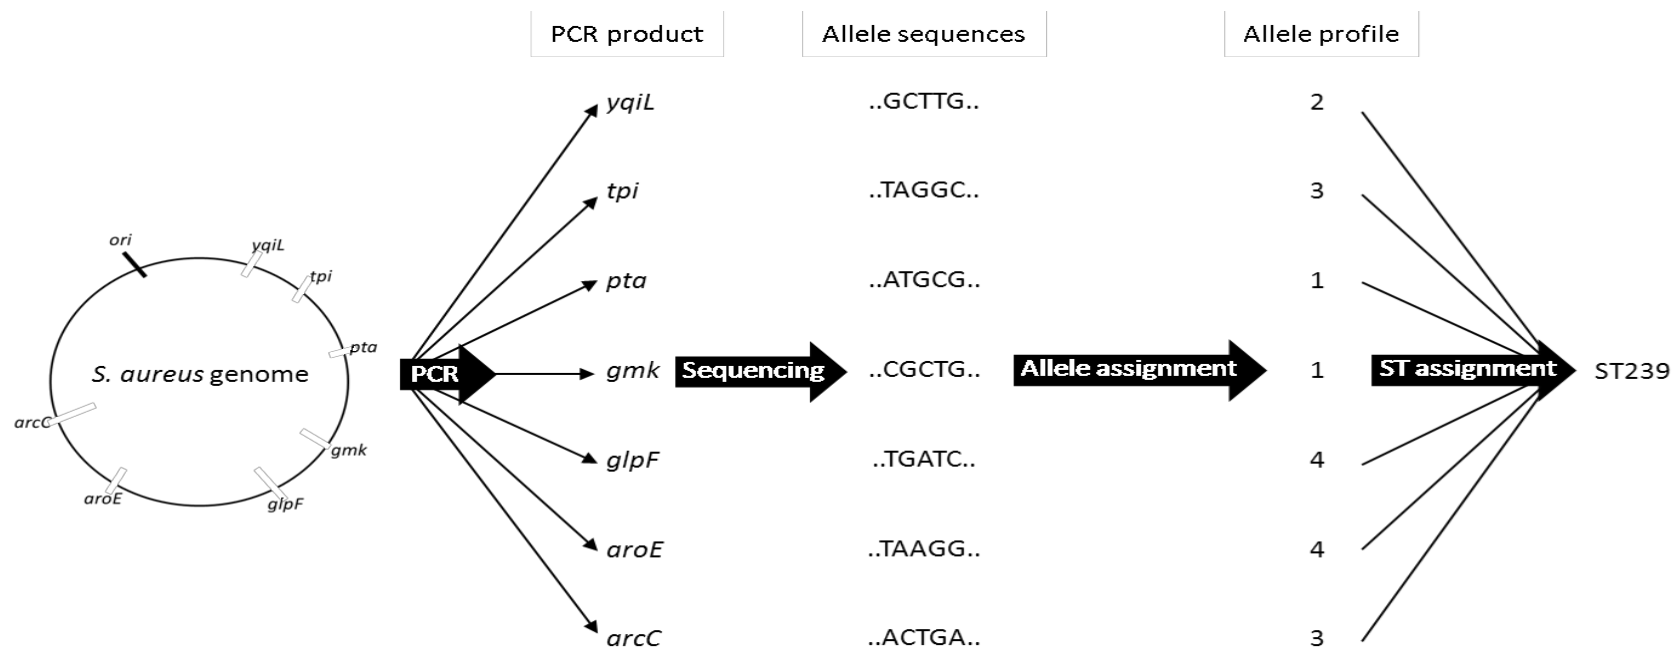 PCR product
Allele sequences
Allele profile
yqiL
..GCTTG..
2
tpi
..TAGGC..
3
ori
yqiL
tpi
pta
..ATGCG..
1
pta
S. aureus genome
PCR
gmk
Sequencing
..CGCTG..
Allele assignment
1
ST assignment
ST239
arcC
gmk
glpF
..TGATC..
4
aroE
glpF
aroE
..TAAGG..
4
arcC
..ACTGA..
3